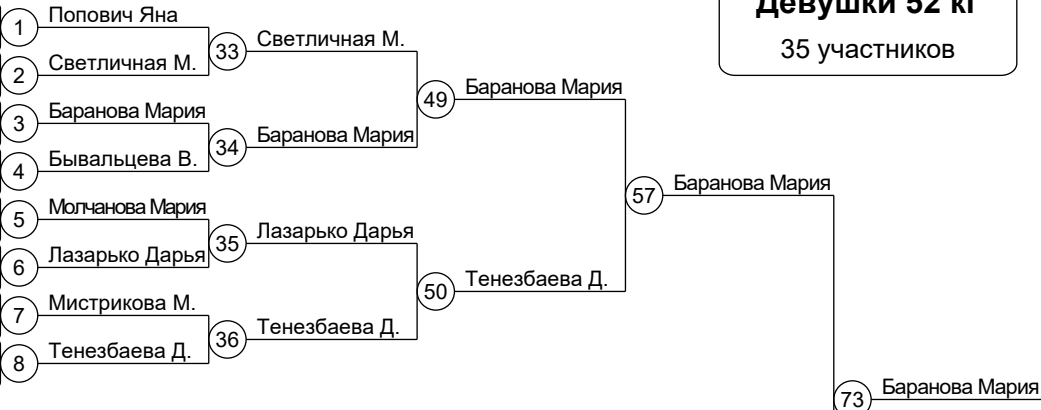 Девушки 52 кг
35 участников
1 Попович Яна
2 Светличная М.
3 Баранова Мария
4 Бывальцева В.
5 Молчанова Мария
6 Лазарько Дарья
7 Мистрикова М.
8 Тенезбаева Д.
33 Светличная М.
34 Баранова Мария
35 Лазарько Дарья
36 Тенезбаева Д.
49 Баранова Мария
50 Тенезбаева Д.
57 Баранова Мария
73 Баранова Мария